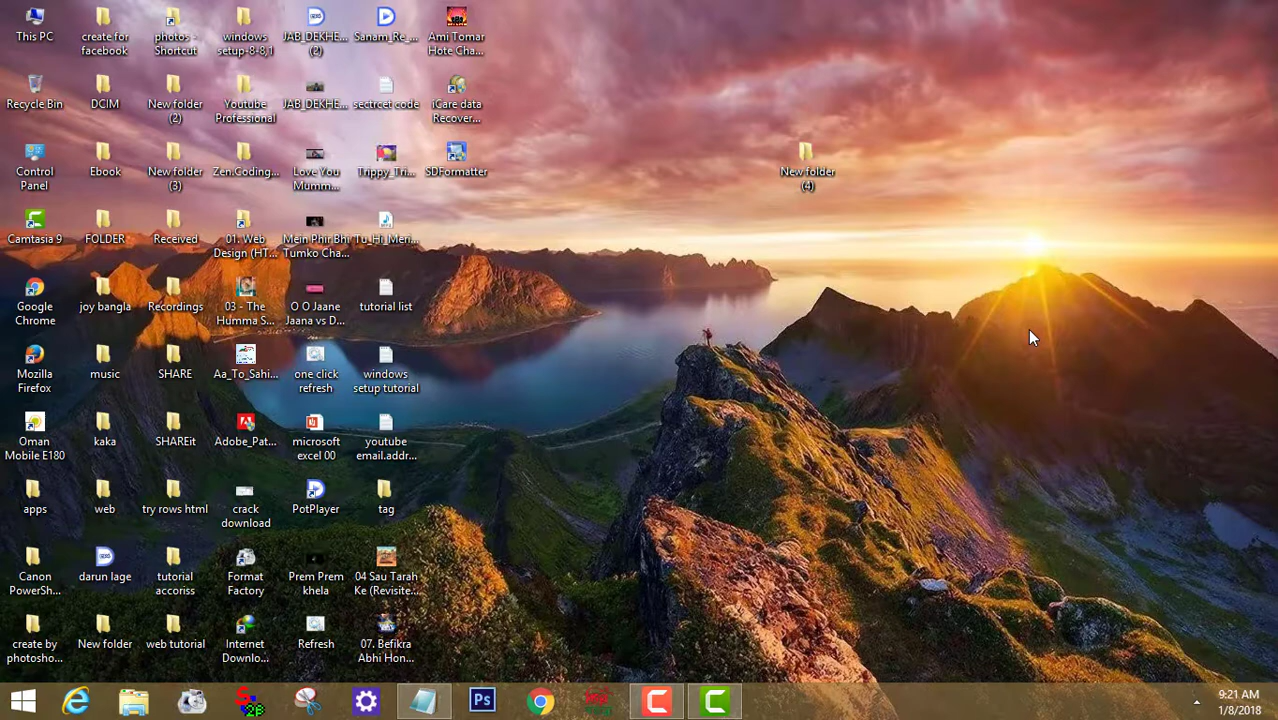 This PC
create for
facebook
photos -
Shortcut
windows
setup-8-8,1
JAB_DEKHE...
(2)
Sanam_Re_...
Ami Tomar
Hote Cha...
Recycle Bin
DCIM
New folder
(2)
Youtube
Professional
JAB_DEKHE...
sectrcet code
iCare data
Recover...
Control
Panel
Ebook
New folder
(3)
Zen.Coding...
Love You
Mumm...
Trippy_Tri...
SDFormatter
New folder
(4)
Camtasia 9
FOLDER
Received
01. Web
Design (HT...
Mein Phir Bhi
Tumko Cha...
Tu_Hi_Meri...
Google
Chrome
joy bangla
Recordings
03 - The
Humma S...
O O Jaane
Jaana vs D...
tutorial list
Mozilla
Firefox
music
SHARE
Aa_To_Sahi...
one click
refresh
windows
setup tutorial
Oman
Mobile E180
kaka
SHAREit
Adobe_Pat...
microsoft
excel 00
youtube
email.addr...
apps
web
try rows html
crack
download
PotPlayer
tag
Canon
PowerSh...
darun lage
tutorial
accoriss
Format
Factory
Prem Prem
khela
04 Sau Tarah
Ke (Revisite...
create by
photosho...
New folder
web tutorial
Internet
Downlo...
Refresh
07. Befikra
Abhi Hon...
Ps
9:21 AM
1/8/2018